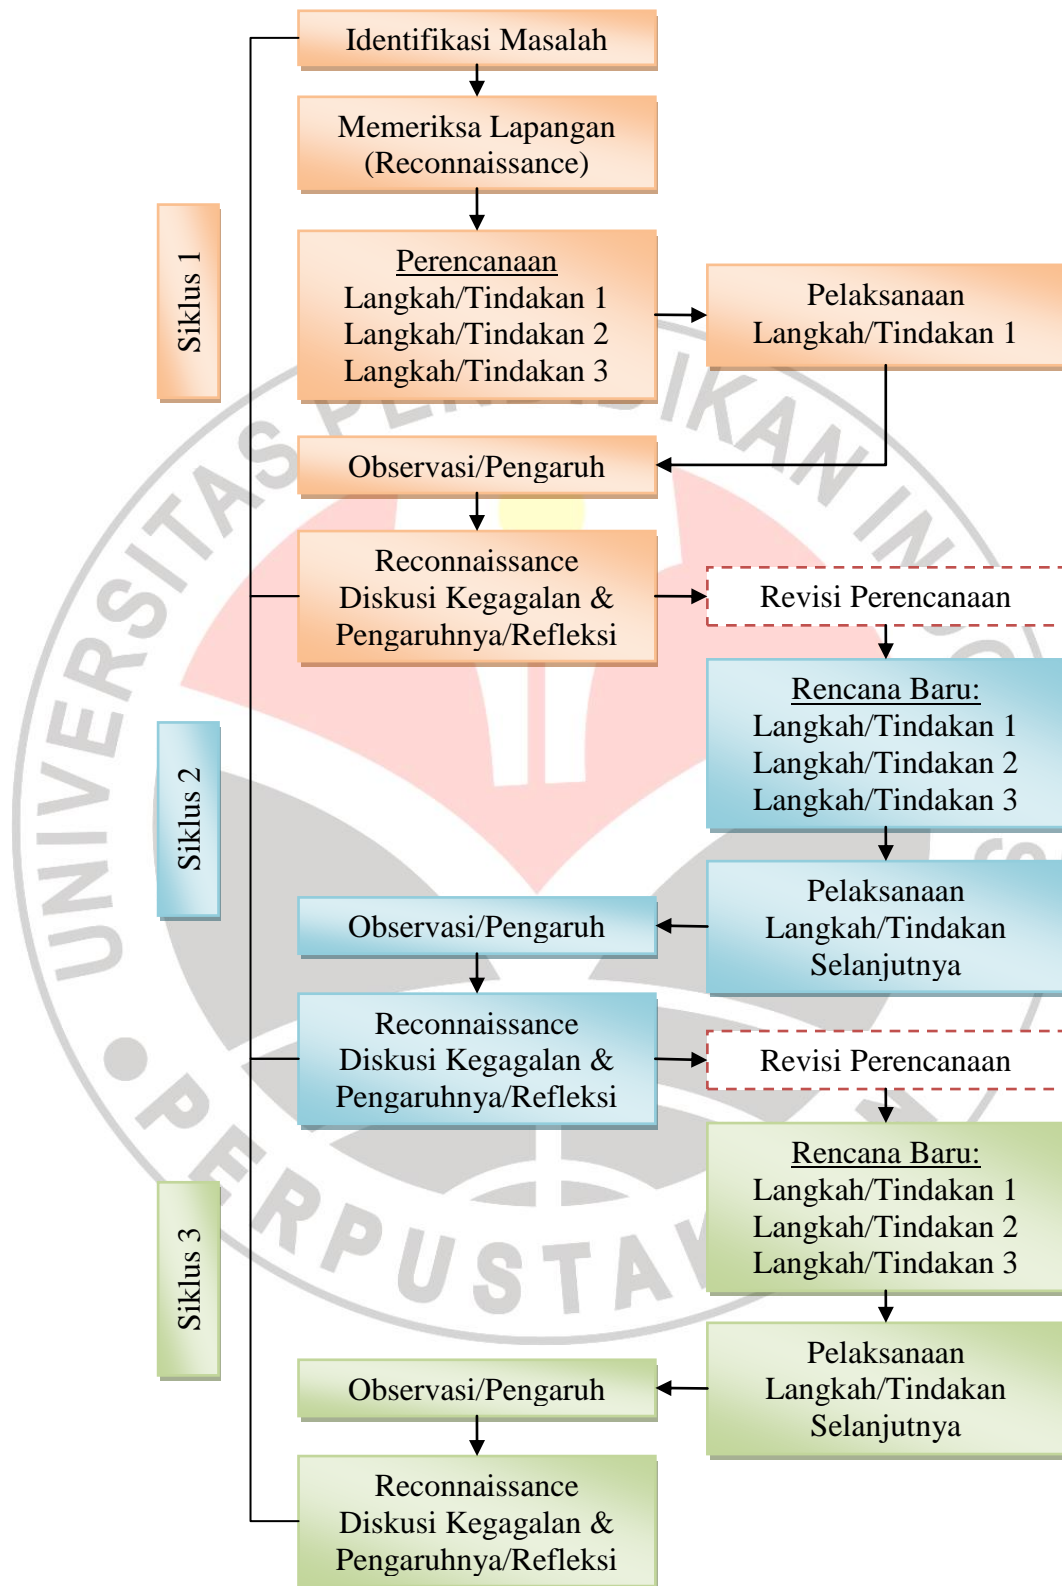 Identifikasi Masalah
Memeriksa Lapangan
(Reconnaissance)
Siklus 1
Perencanaan
Langkah/Tindakan 1
Langkah/Tindakan 2
Langkah/Tindakan 3
Pelaksanaan
Langkah/Tindakan 1
Observasi/Pengaruh
Reconnaissance
Diskusi Kegagalan &
Pengaruhnya/Refleksi
Revisi Perencanaan
Siklus 2
Rencana Baru:
Langkah/Tindakan 1
Langkah/Tindakan 2
Langkah/Tindakan 3
Pelaksanaan
Langkah/Tindakan
Selanjutnya
Observasi/Pengaruh
Reconnaissance
Diskusi Kegagalan &
Pengaruhnya/Refleksi
Revisi Perencanaan
Siklus 3
Rencana Baru:
Langkah/Tindakan 1
Langkah/Tindakan 2
Langkah/Tindakan 3
Pelaksanaan
Langkah/Tindakan
Selanjutnya
Observasi/Pengaruh
Reconnaissance
Diskusi Kegagalan &
Pengaruhnya/Refleksi
UNIVERSITAS PENDIDIKAN